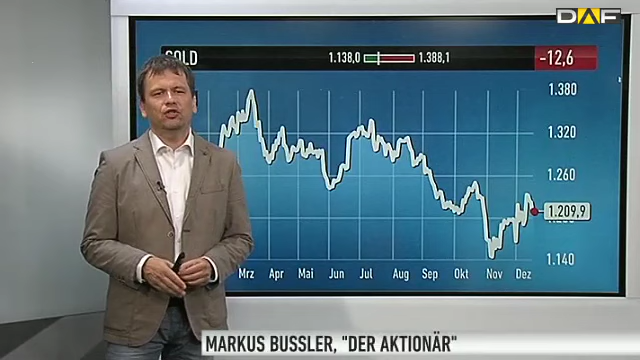 DAF
GOLD 1.138,0 1.388,1 -12,6
1.380
1.320
1.260
1.209,9
1.140
Mrz Apr Mai Jun Jul Aug Sep Okt Nov Dez
MARKUS BUSSLER, "DER AKTIONÄR"